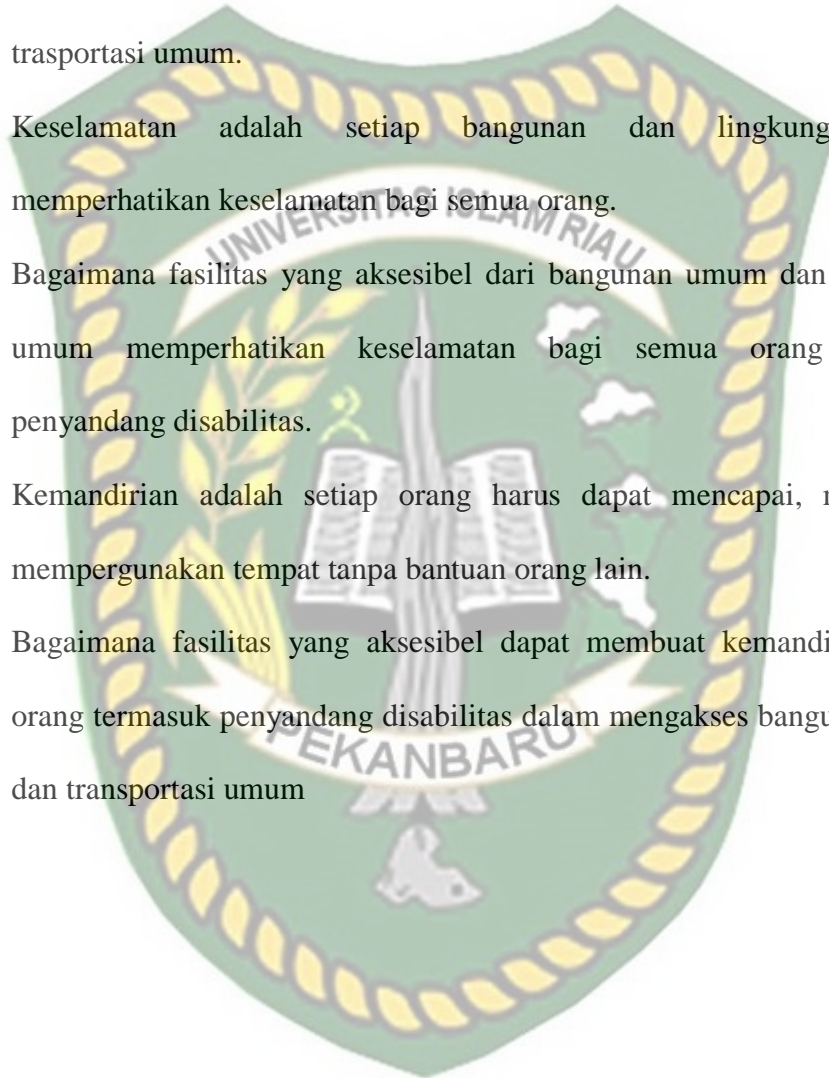 trasportasi umum.
Keselamatan adalah setiap bangunan dan
memperhatikan keselamatan bagi semua orang.
UNIVERSITAS ISLAM RIAU
Bagaimana fasilitas yang aksesibel dari bangunan umum dan
umum memperhatikan keselamatan bagi semua orang
penyandang disabilitas.
Kemandirian adalah setiap orang harus dapat mencapai,
mempergunakan tempat tanpa bantuan orang lain.
Bagaimana fasilitas yang aksesibel dapat membuat
orang termasuk penyandang disabilitas dalam mengakses
PEKANBARU
dan transportasi umum